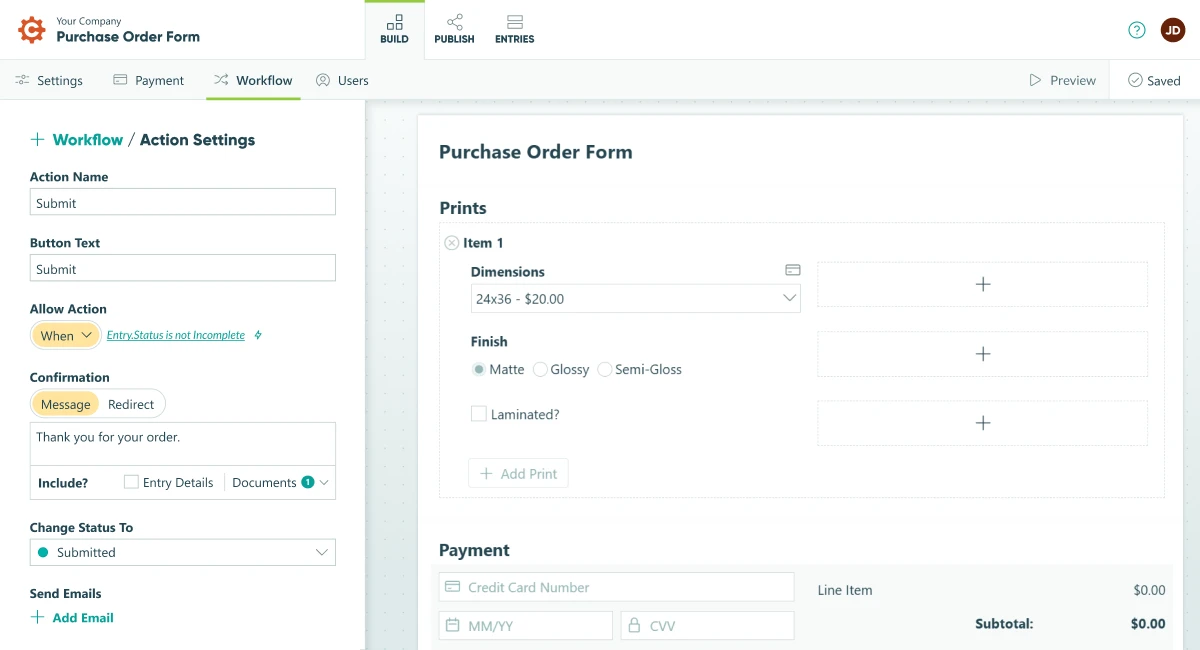 Your Company
Purchase Order Form
BUILD
PUBLISH
ENTRIES
?
JD
Settings
Payment
Workflow
Users
Preview
Saved
Workflow / Action Settings
Action Name
Submit
Button Text
Submit
Allow Action
When
Entry.Status is not Incomplete
Confirmation
Message
Redirect
Thank you for your order.
Include?
Entry Details
Documents 1
Change Status To
Submitted
Send Emails
Add Email
Purchase Order Form
Prints
Item 1
Dimensions
24x36 - $20.00
Finish
Matte
Glossy
Semi-Gloss
Laminated?
Add Print
Payment
Credit Card Number
MM/YY
CVV
Line Item
$0.00
Subtotal:
$0.00